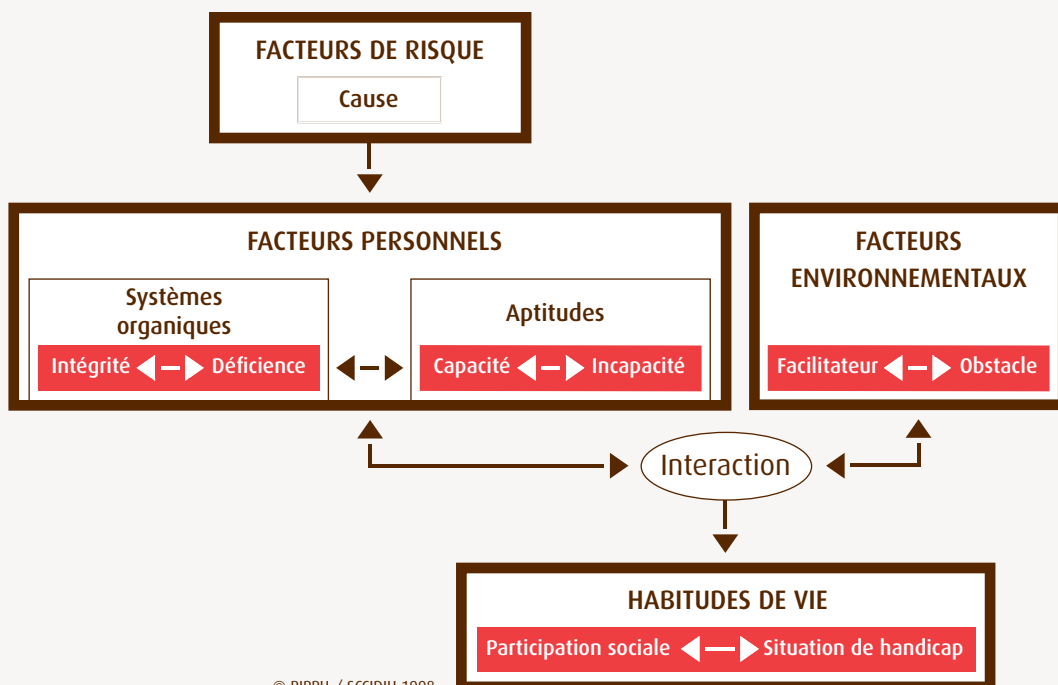 FACTEURS DE RISQUE
Cause
FACTEURS PERSONNELS
Systèmes
organiques
Intégrité
Déficience
Aptitudes
Capacité
Incapacité
FACTEURS
ENVIRONNEMENTAUX
Facilitateur
Obstacle
Interaction
HABITUDES DE VIE
Participation sociale
Situation de handicap